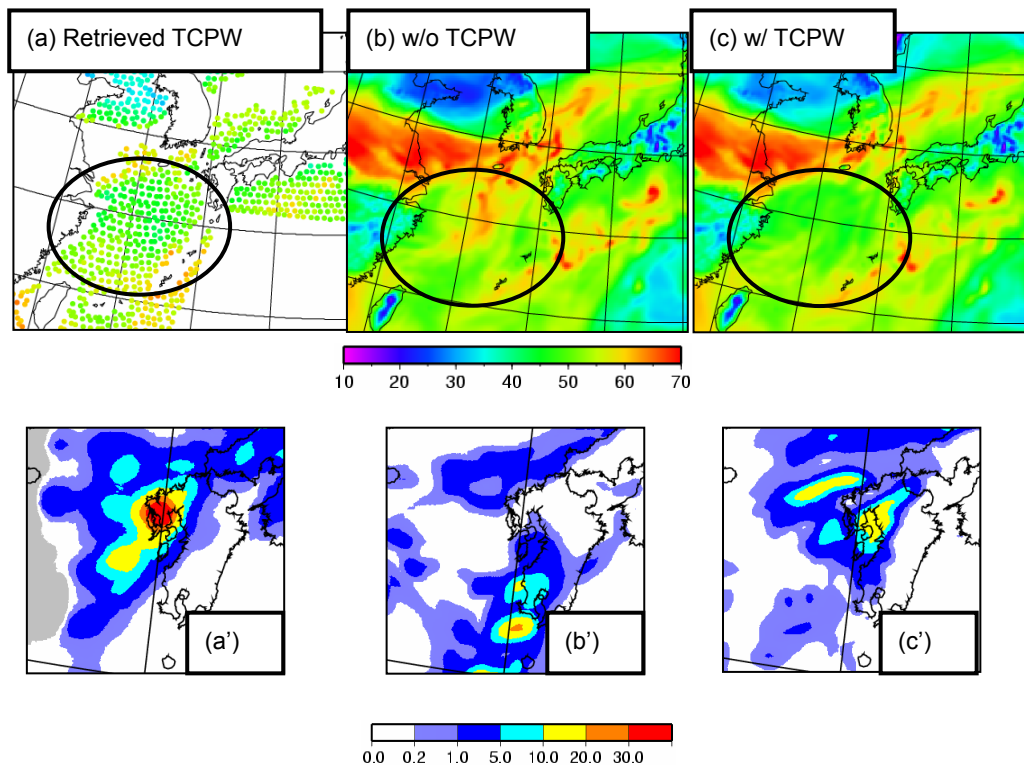 (a) Retrieved TCPW
(b) w/o TCPW
(c) w/ TCPW
10 20 30 40 50 60 70
(a’)
(b’)
(c’)
0.0 0.2 1.0 5.0 10.0 20.0 30.0